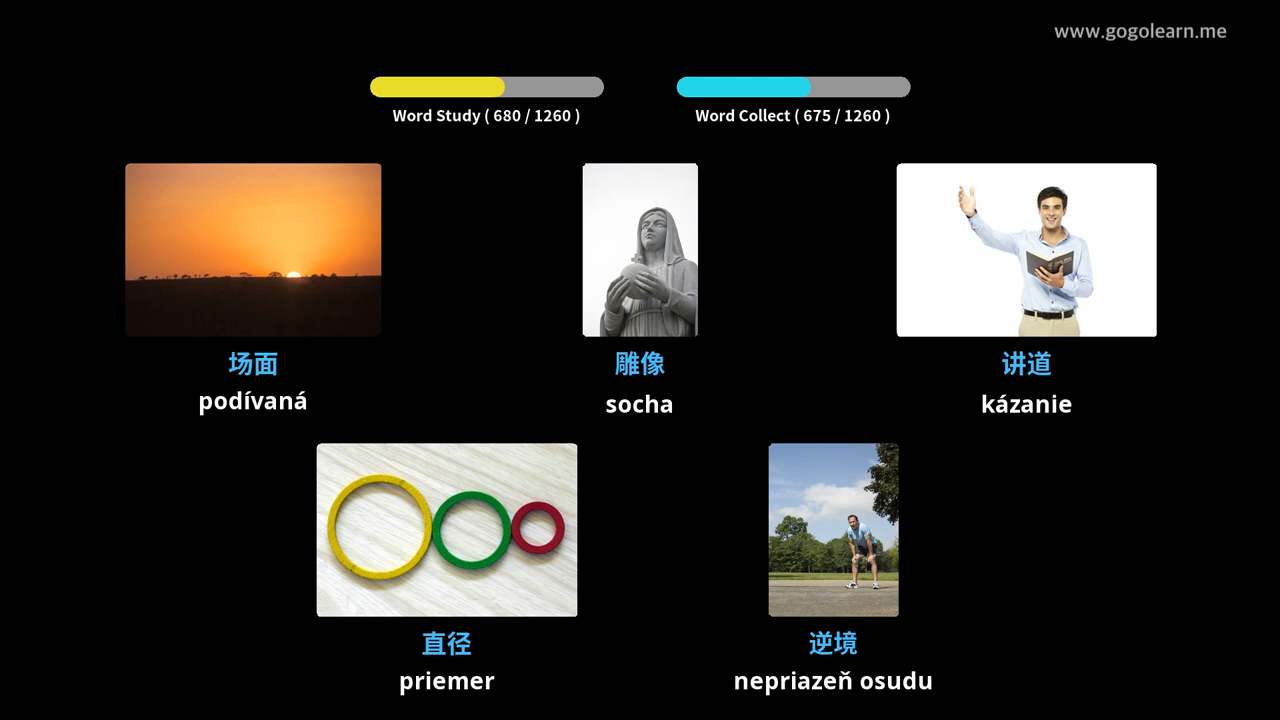 www.gogolearn.me
Word Study ( 680 / 1260 )
Word Collect ( 675 / 1260 )
场面
podívaná
雕像
socha
讲道
kázanie
直径
priemer
逆境
nepriazeň osudu